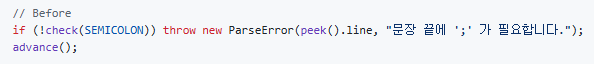 // Before
if (!check(SEMICOLON)) throw new ParseError(peek().line, "문장 끝에 ';' 가 필요합니다.");
advance();